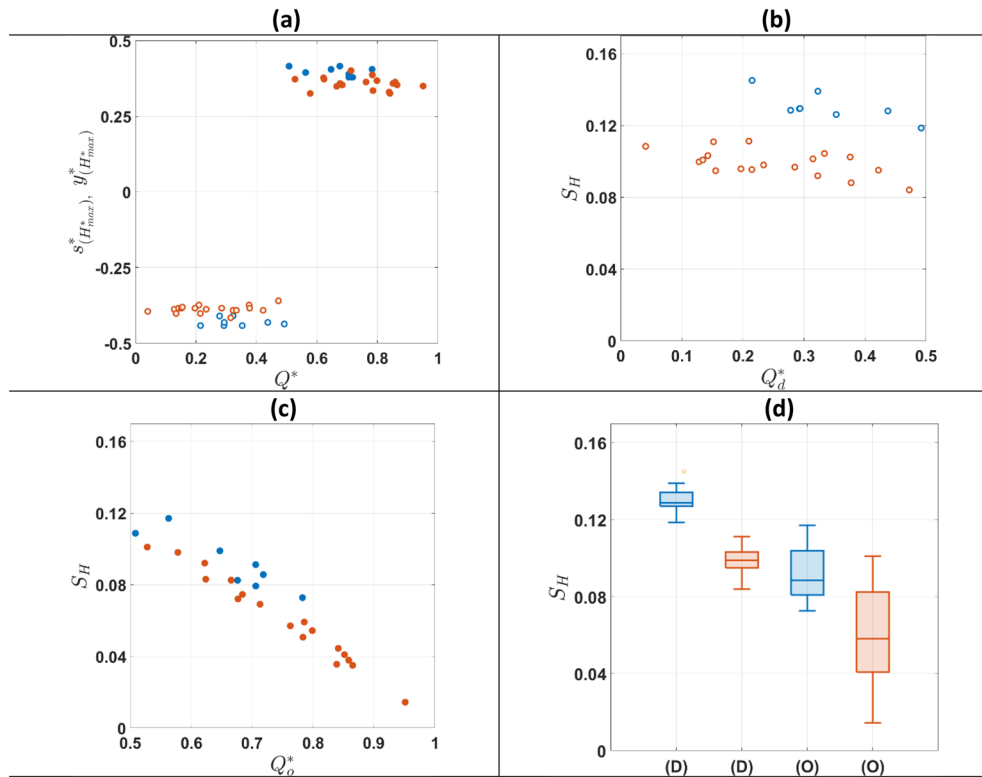 (a)
0.5
0.25
0
-0.25
-0.5
s*(H*max), y*(H*max)
0 0.2 0.4 0.6 0.8 1
Q*
(b)
0.16
0.12
0.08
0.04
0
S_H
0 0.1 0.2 0.3 0.4 0.5
Q*_d
(c)
0.16
0.12
0.08
0.04
0
S_H
0.5 0.6 0.7 0.8 0.9 1
Q*_o
(d)
0.16
0.12
0.08
0.04
0
S_H
(D) (D) (O) (O)